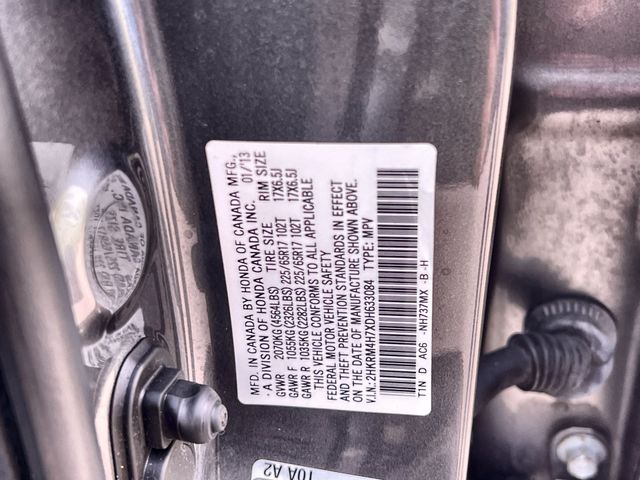 MFD. IN CANADA BY HONDA OF CANADA MFG., 01/13
- A DIVISION OF HONDA CANADA INC.
TIRE SIZE RIM SIZE
GVWR 2070KG(4564LBS)
GAWR F 1055KG(2326LBS) 225/65R17 102T 17X6.5J
GAWR R 1035KG(2282LBS) 225/65R17 102T 17X6.5J
THIS VEHICLE CONFORMS TO ALL APPLICABLE
FEDERAL MOTOR VEHICLE SAFETY
AND THEFT PREVENTION STANDARDS IN EFFECT
ON THE DATE OF MANUFACTURE SHOWN ABOVE.
V.I.N.:2HKRM4H7XDH633084 TYPE: MPV
T1N D AC6 -NH737MX -B -H
10A A2